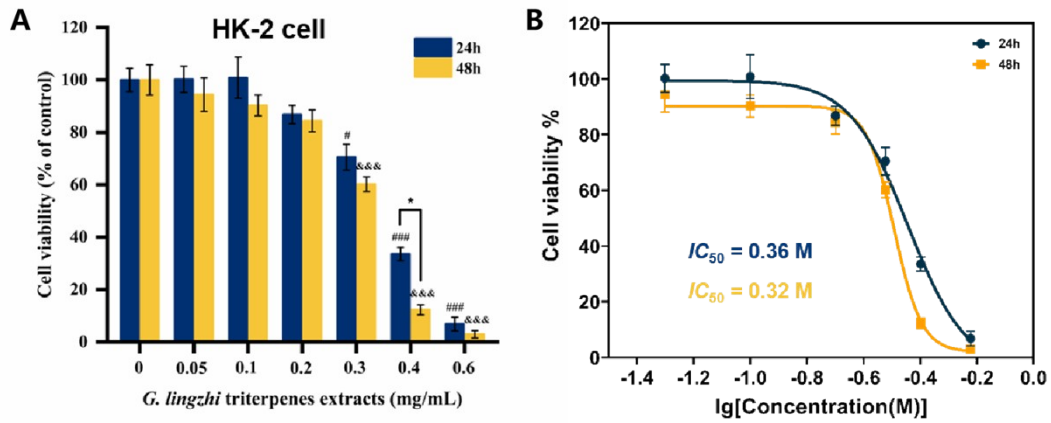 A
HK-2 cell
24h
48h
Cell viability (% of control)
120
100
80
60
40
20
0
#
&&&
###
*
&&&
###
&&&
0 0.05 0.1 0.2 0.3 0.4 0.6
G. lingzhi triterpenes extracts (mg/mL)
B
24h
48h
Cell viability %
120
100
80
60
40
20
0
IC50 = 0.36 M
IC50 = 0.32 M
-1.4 -1.2 -1.0 -0.8 -0.6 -0.4 -0.2 0.0
lg[Concentration(M)]